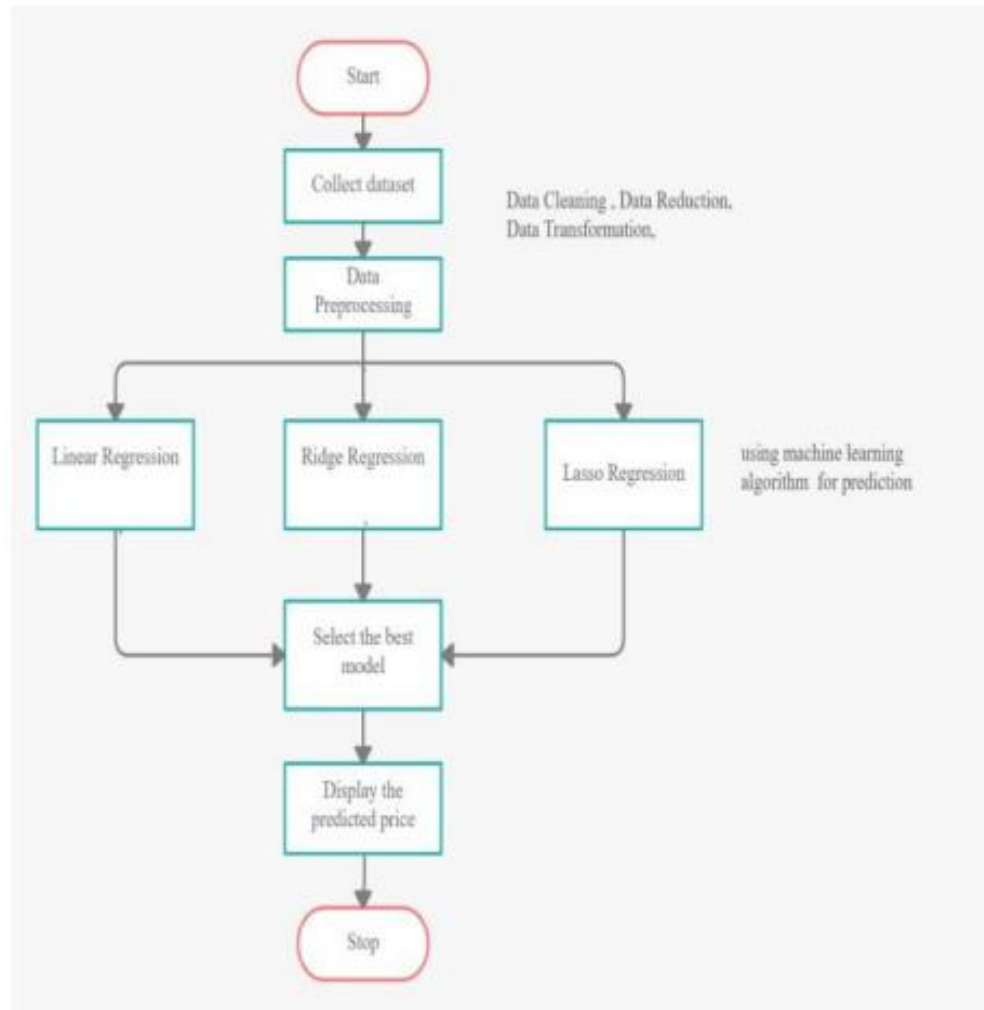 Start
Collect dataset
Data Cleaning , Data Reduction,
Data Transformation,
Data
Preprocessing
Linear Regression
Ridge Regression
Lasso Regression
using machine learning
algorithm for prediction
Select the best
model
Display the
predicted price
Stop